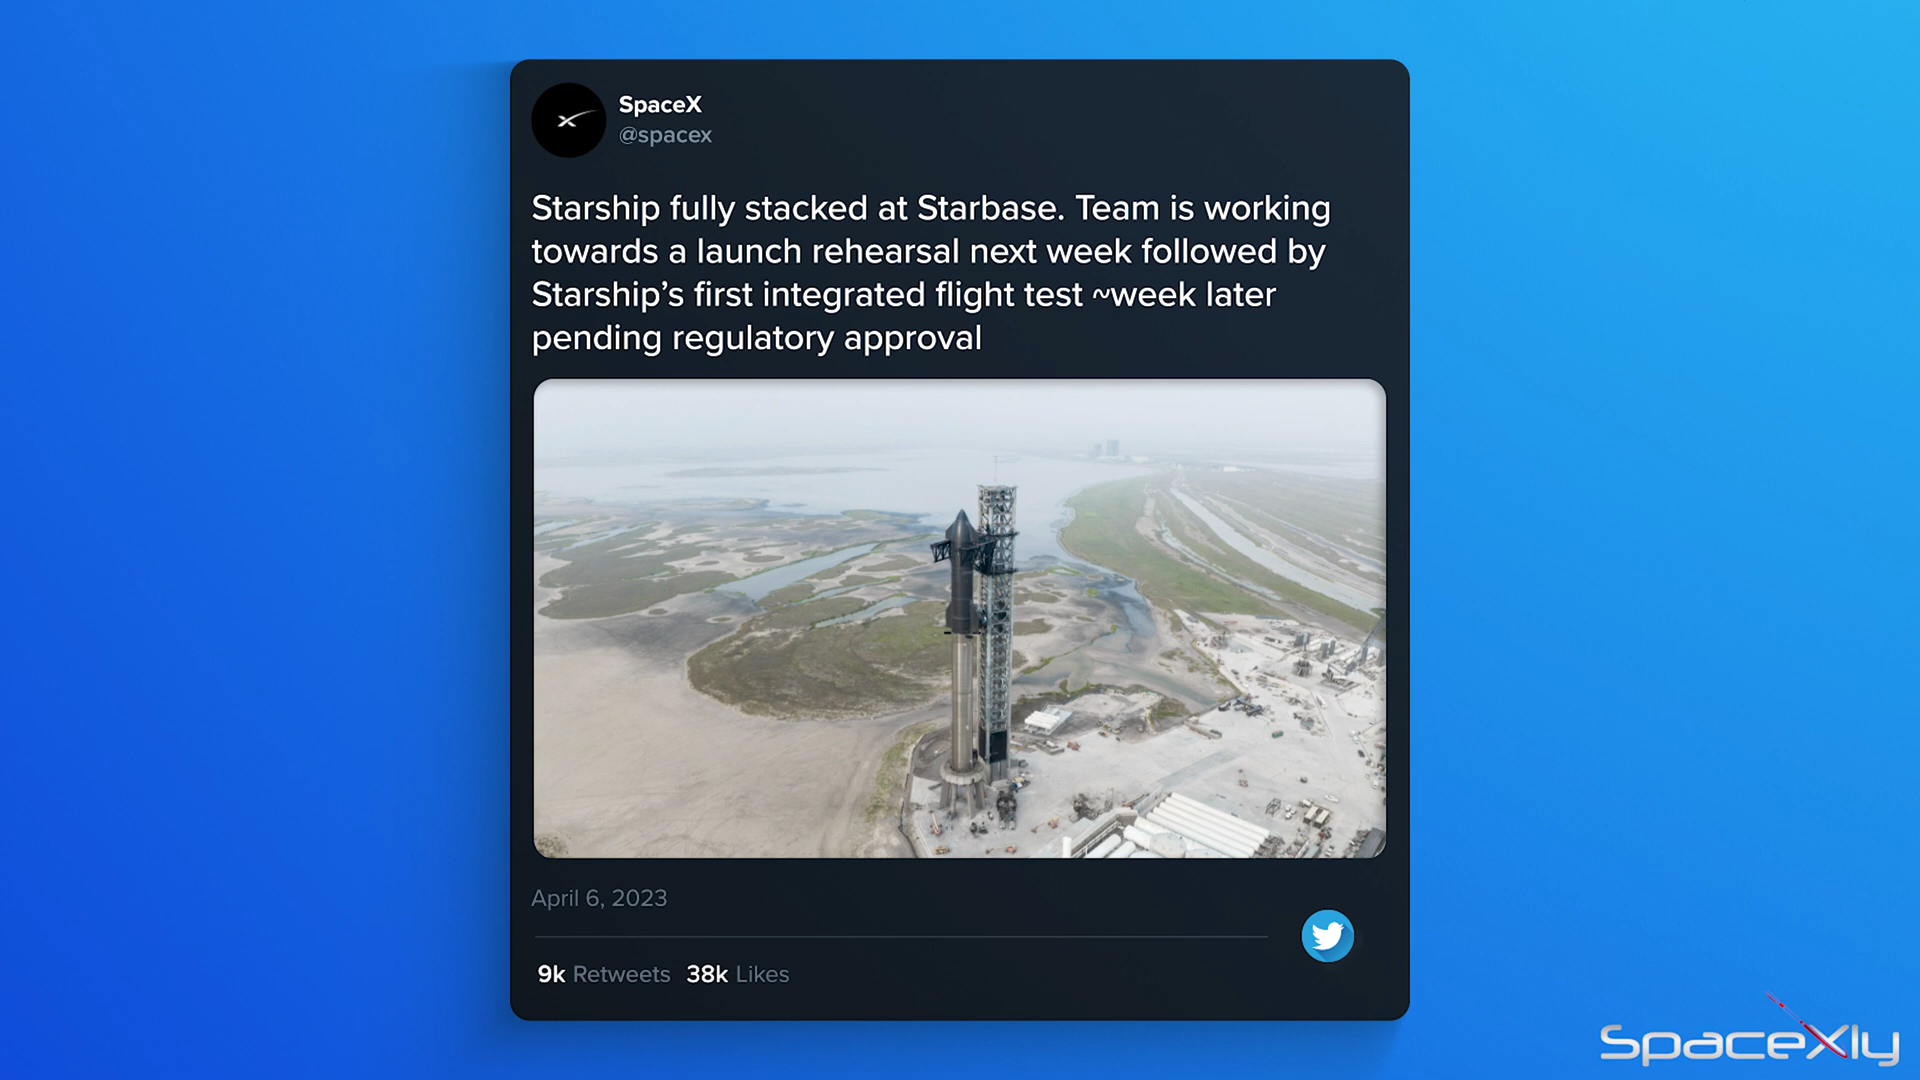 SpaceX
@spacex
Starship fully stacked at Starbase. Team is working
towards a launch rehearsal next week followed by
Starship’s first integrated flight test ~week later
pending regulatory approval
April 6, 2023
9k Retweets 38k Likes
SpaceXly